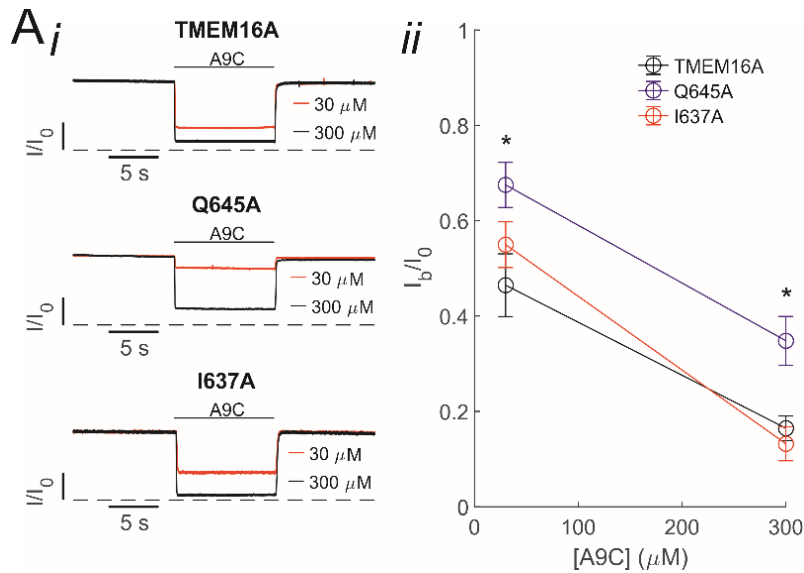 A i
TMEM16A
A9C
30 μM
300 μM
I/I0
5 s
Q645A
A9C
30 μM
300 μM
I/I0
5 s
I637A
A9C
30 μM
300 μM
I/I0
5 s
ii
TMEM16A
Q645A
I637A
1
0.8
0.6
0.4
0.2
0
*
*
Ib/I0
0
100
200
300
[A9C] (μM)